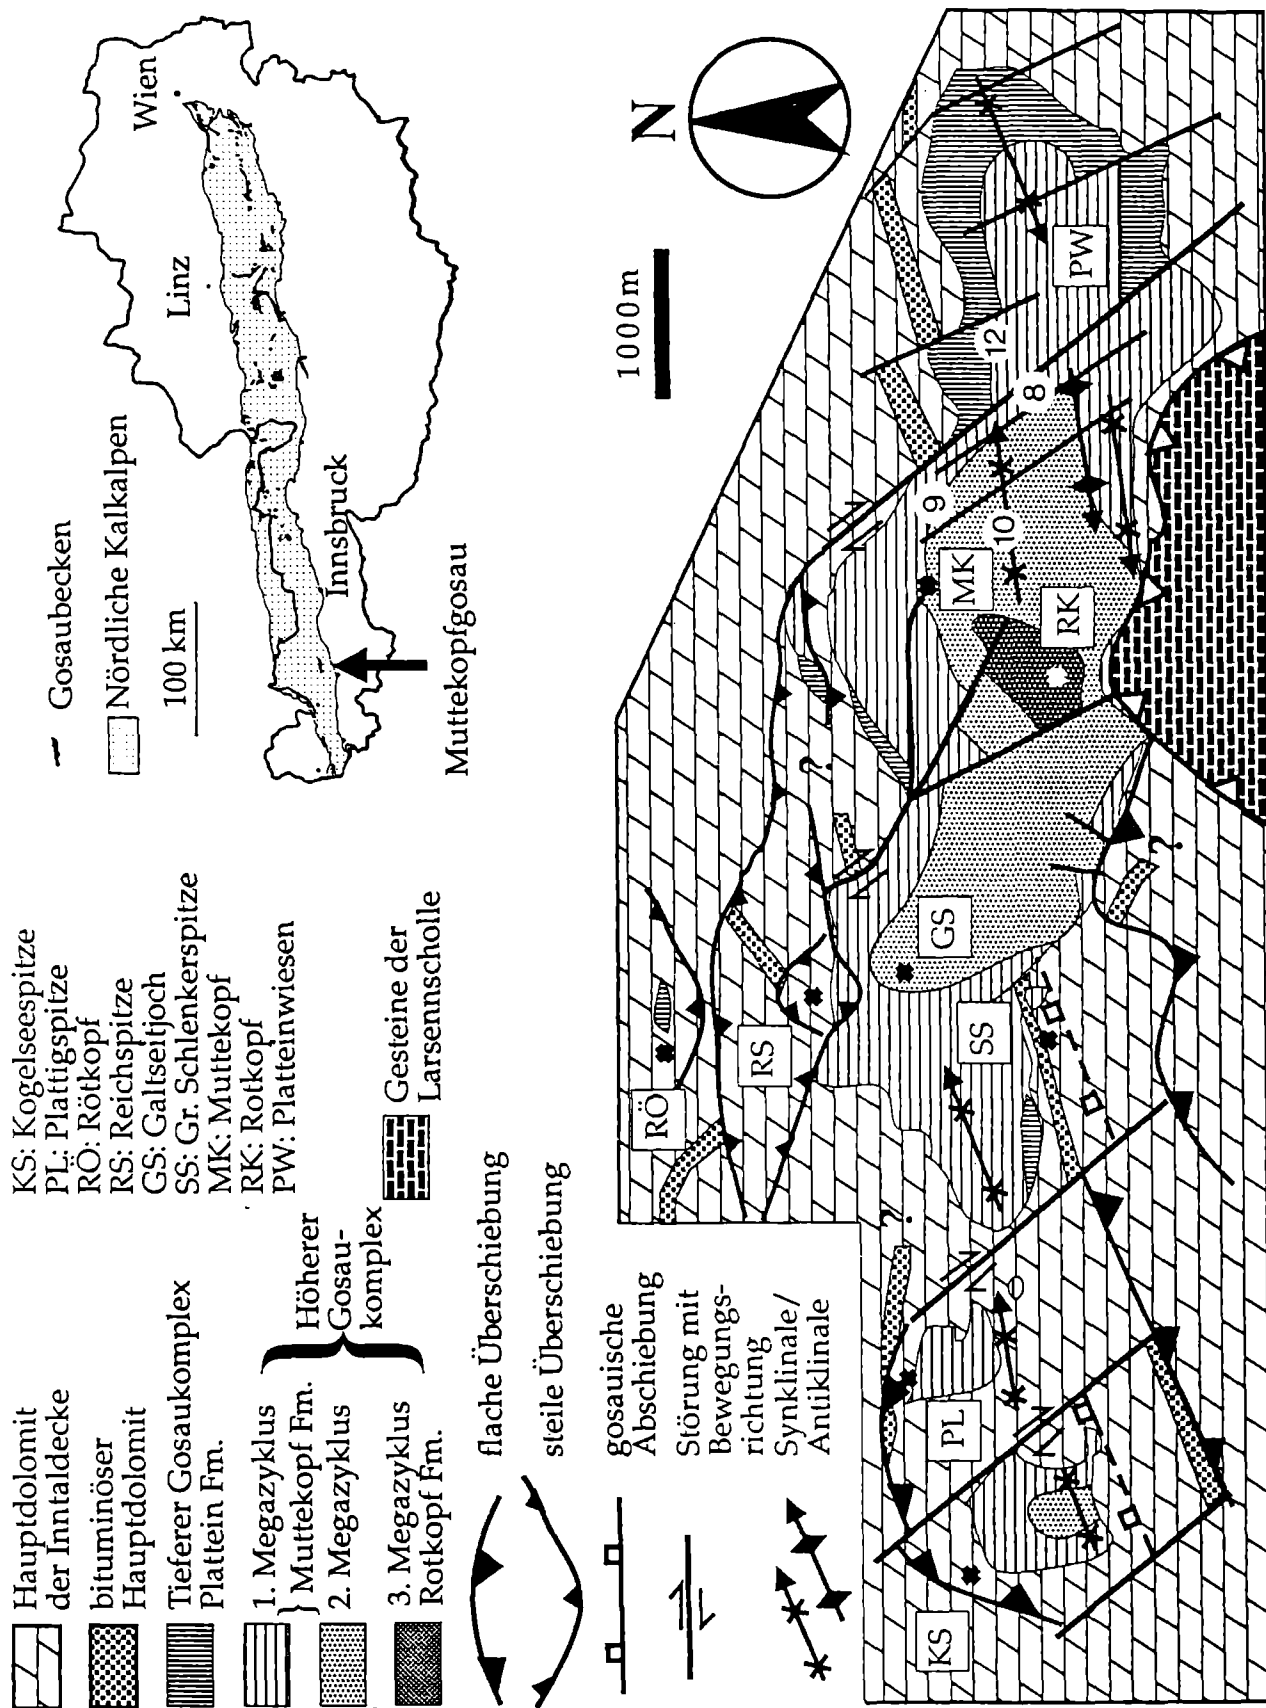 Hauptdolomit
der Inntaldecke
bituminöser
Hauptdolomit
Tieferer Gosaukomplex
Plattein Fm.
1. Megazyklus
} Muttekopf Fm.
2. Megazyklus
3. Megazyklus
Rotkopf Fm.
Höherer
Gosau-
komplex
flache Überschiebung
steile Überschiebung
gosauische
Abschiebung
Störung mit
Bewegungs-
richtung
Synklinale/
Antiklinale
KS: Kogelseespitze
PL: Plattigspitze
RÖ: Rötkopf
RS: Reichspitze
GS: Galtseitjoch
SS: Gr. Schlenkerspitze
MK: Muttekopf
RK: Rotkopf
PW: Platteinwiesen
Gesteine der
Larsennscholle
Gosaubecken
Nördliche Kalkalpen
100 km
Wien
Linz
Innsbruck
Muttekopfgosau
N
1000m
RÖ
RS
?
?
12
8
9
10
MK
RK
PW
GS
SS
?
PL
KS